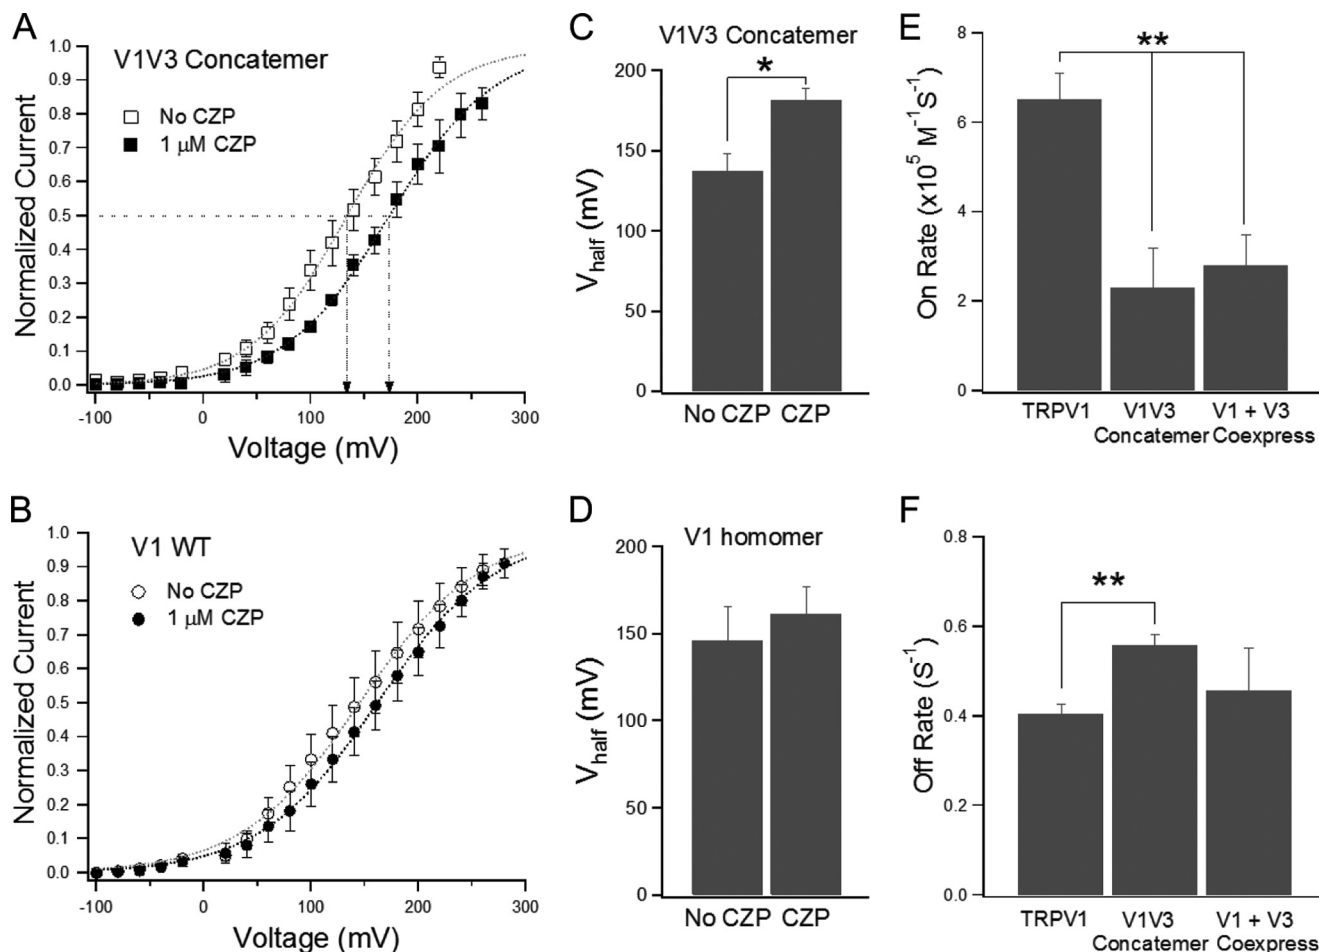 A
V1V3 Concatemer
No CZP
1 μM CZP
Normalized Current
1.0
0.9
0.8
0.7
0.6
0.5
0.4
0.3
0.2
0.1
0.0
-100
0
100
200
300
Voltage (mV)
B
V1 WT
No CZP
1 μM CZP
Normalized Current
1.0
0.9
0.8
0.7
0.6
0.5
0.4
0.3
0.2
0.1
0.0
-100
0
100
200
300
Voltage (mV)
C
V1V3 Concatemer
*
V half (mV)
200
150
100
50
0
No CZP CZP
D
V1 homomer
V half (mV)
200
150
100
50
0
No CZP CZP
E
**
On Rate (x10⁵ M⁻¹S⁻¹)
8
6
4
2
0
TRPV1 V1V3 V1 + V3
Concatemer Coexpress
F
**
Off Rate (S⁻¹)
0.8
0.6
0.4
0.2
0.0
TRPV1 V1V3 V1 + V3
Concatemer Coexpress